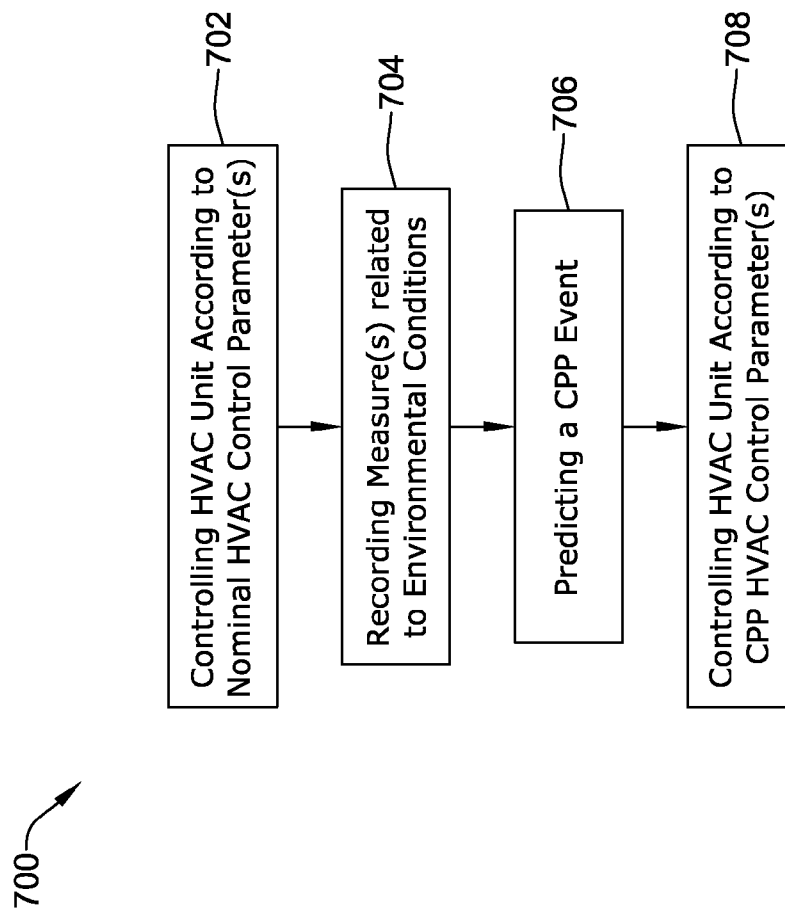 700
Controlling HVAC Unit According to
Nominal HVAC Control Parameter(s)
702
Recording Measure(s) related
to Environmental Conditions
704
Predicting a CPP Event
706
Controlling HVAC Unit According to
CPP HVAC Control Parameter(s)
708